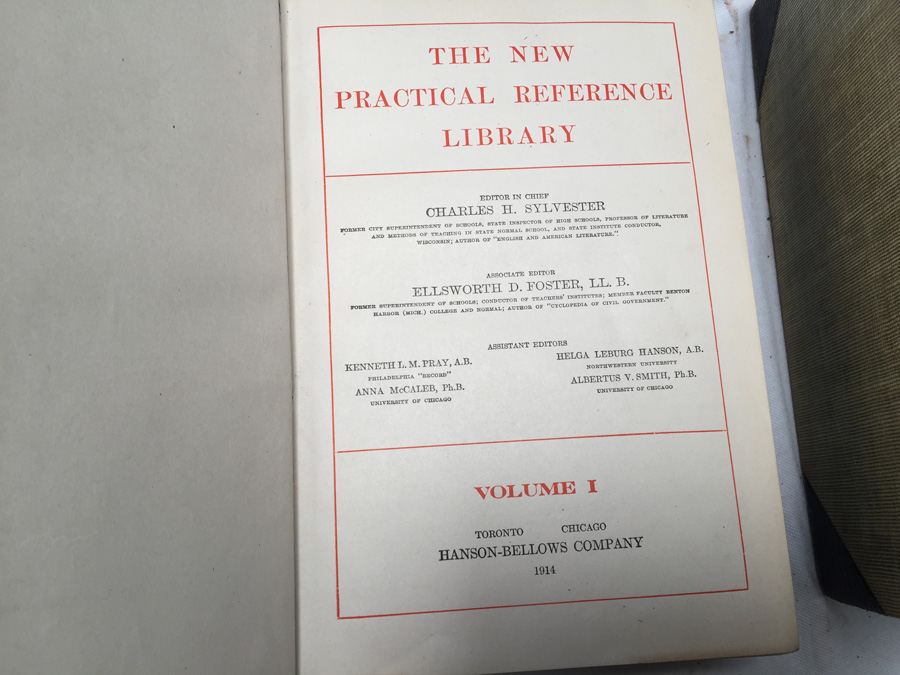 THE NEW
PRACTICAL REFERENCE
LIBRARY
EDITOR IN CHIEF
CHARLES H. SYLVESTER
FORMER CITY SUPERINTENDENT OF SCHOOLS, STATE INSPECTOR OF HIGH SCHOOLS, PROFESSOR OF LITERATURE
AND METHODS OF TEACHING IN STATE NORMAL SCHOOL, AND STATE INSTITUTE CONDUCTOR,
WISCONSIN; AUTHOR OF "ENGLISH AND AMERICAN LITERATURE."
ASSOCIATE EDITOR
ELLSWORTH D. FOSTER, LL. B.
FORMER SUPERINTENDENT OF SCHOOLS; CONDUCTOR OF TEACHERS' INSTITUTES; MEMBER FACULTY BENTON
HARBOR (MICH.) COLLEGE AND NORMAL; AUTHOR OF "CYCLOPEDIA OF CIVIL GOVERNMENT."
ASSISTANT EDITORS
KENNETH L. M. PRAY, A.B.
PHILADELPHIA "RECORD"
ANNA McCALEB, Ph.B.
UNIVERSITY OF CHICAGO
HELGA LEBURG HANSON, A.B.
NORTHWESTERN UNIVERSITY
ALBERTUS V. SMITH, Ph.B.
UNIVERSITY OF CHICAGO
VOLUME I
TORONTO CHICAGO
HANSON-BELLOWS COMPANY
1914